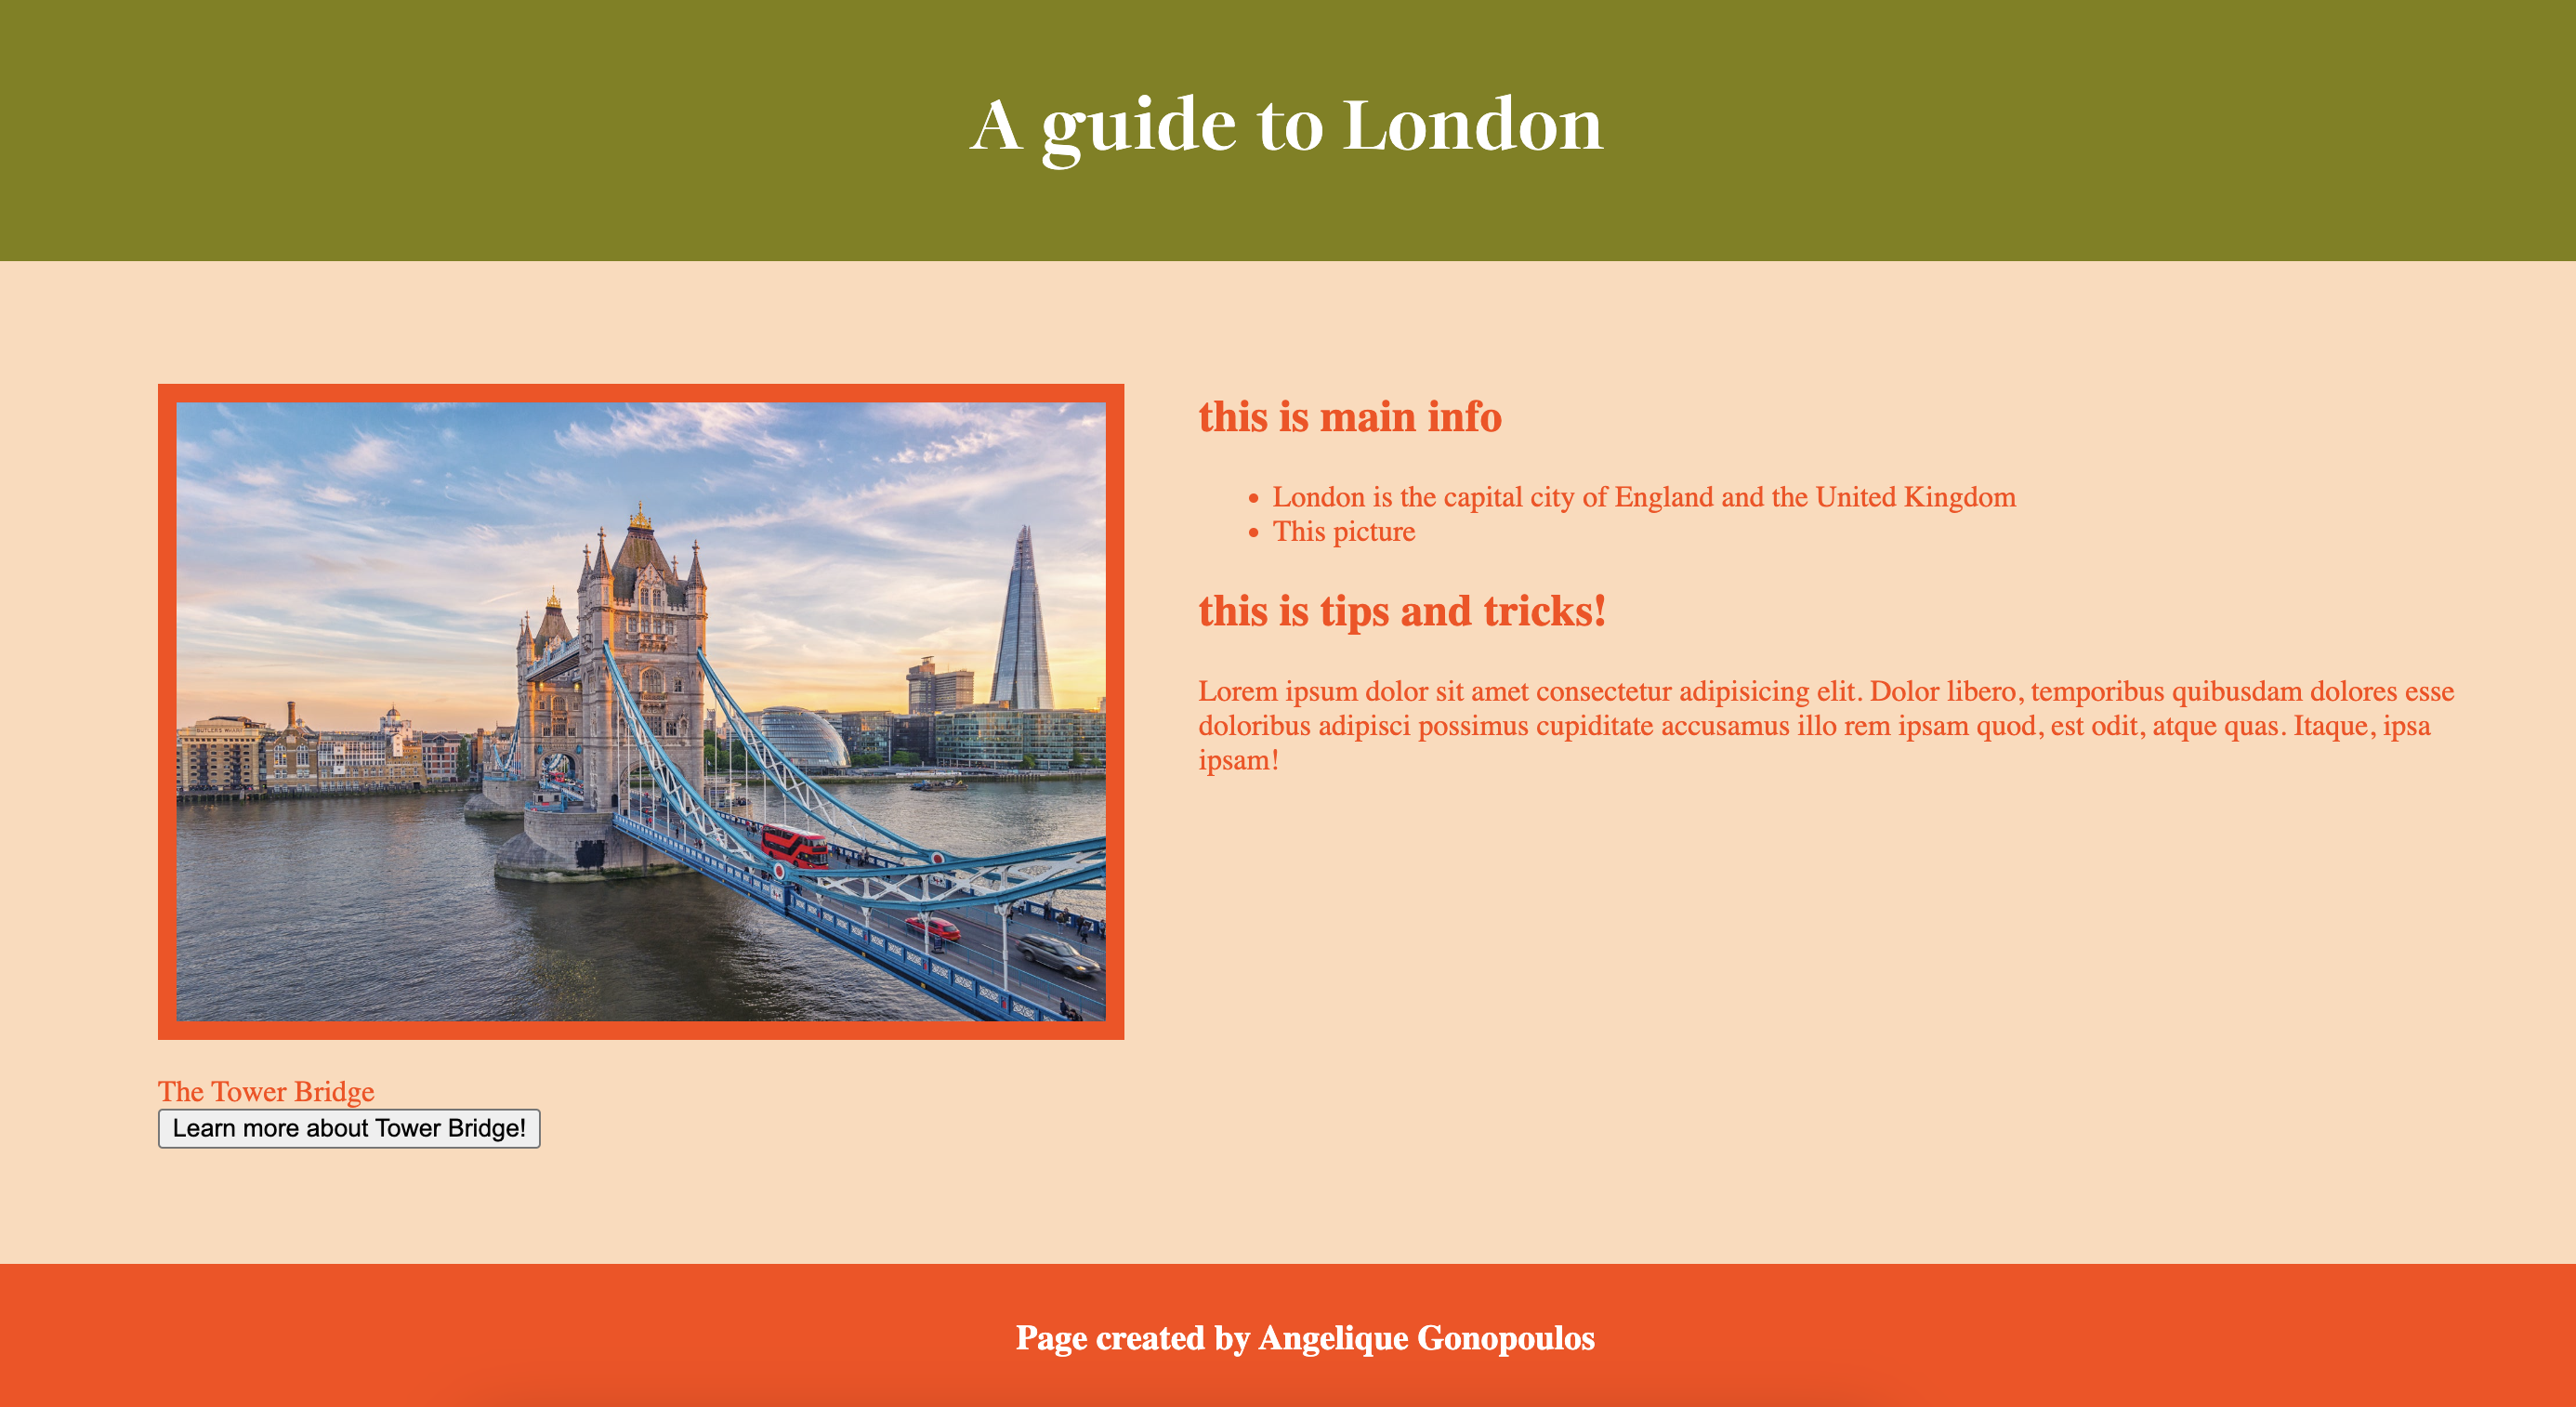 A guide to London
this is main info
London is the capital city of England and the United Kingdom
This picture
this is tips and tricks!
Lorem ipsum dolor sit amet consectetur adipisicing elit. Dolor libero, temporibus quibusdam dolores esse
doloribus adipisci possimus cupiditate accusamus illo rem ipsam quod, est odit, atque quas. Itaque, ipsa
ipsam!
BUTLER'S WHARF
The Tower Bridge
Learn more about Tower Bridge!
Page created by Angelique Gonopoulos